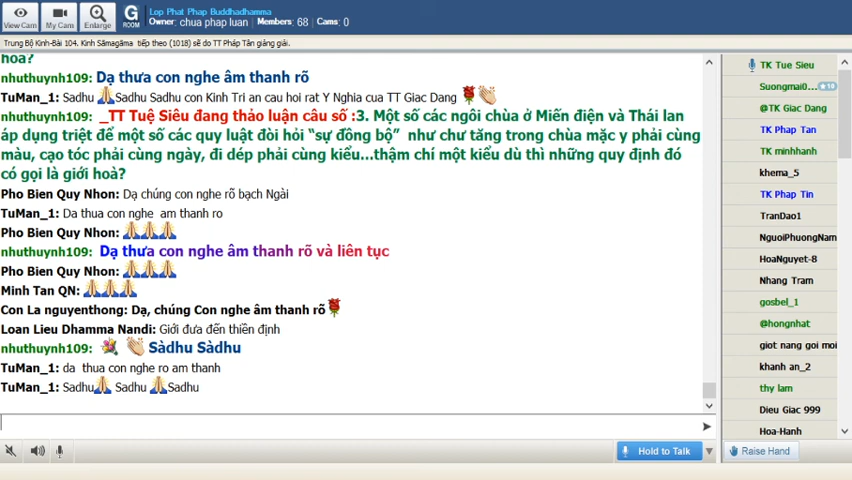 View Cam
My Cam
Enlarge
G
ROOM
Lop Phat Phap Buddhadhamma
Owner: chua phap luan Members: 68 Cams: 0
Trung Bộ Kinh-Bài 104. Kinh Sāmagāma tiếp theo (1018) sẽ do TT Pháp Tân giảng giải.
hoà?
nhuthuynh109: Dạ thưa con nghe âm thanh rõ
TuMan_1: Sadhu Sadhu Sadhu con Kinh Tri an cau hoi rat Y Nghia cua TT Giac Dang
nhuthuynh109: _TT Tuệ Siêu đang thảo luận câu số :3. Một số các ngôi chùa ở Miến điện và Thái lan
áp dụng triệt để một số các quy luật đòi hỏi “sự đồng bộ” như chư tăng trong chùa mặc y phải cùng
màu, cạo tóc phải cùng ngày, đi dép phải cùng kiểu...thậm chí một kiểu dù thì những quy định đó
có gọi là giới hoà?
Pho Bien Quy Nhon: Dạ chúng con nghe rõ bạch Ngài
TuMan_1: Da thua con nghe am thanh ro
Pho Bien Quy Nhon:
nhuthuynh109: Dạ thưa con nghe âm thanh rõ và liên tục
Pho Bien Quy Nhon:
Minh Tan QN:
Con La nguyenthong: Dạ, chúng Con nghe âm thanh rõ
Loan Lieu Dhamma Nandi: Giới đưa đến thiền định
nhuthuynh109: Sàdhu Sàdhu
TuMan_1: da thua con nghe ro am thanh
TuMan_1: Sadhu Sadhu Sadhu
Hold to Talk
Raise Hand
TK Tue Sieu
Suongmai0... 10
@TK Giac Dang
TK Phap Tan
TK minhhanh
khema_5
TK Phap Tin
TranDao1
NguoiPhuongNam
HoaNguyet-8
Nhang Tram
gosbel_1
@hongnhat
giot nang goi moi
khanh an_2
thy lam
Dieu Giac 999
Hoa-Hanh